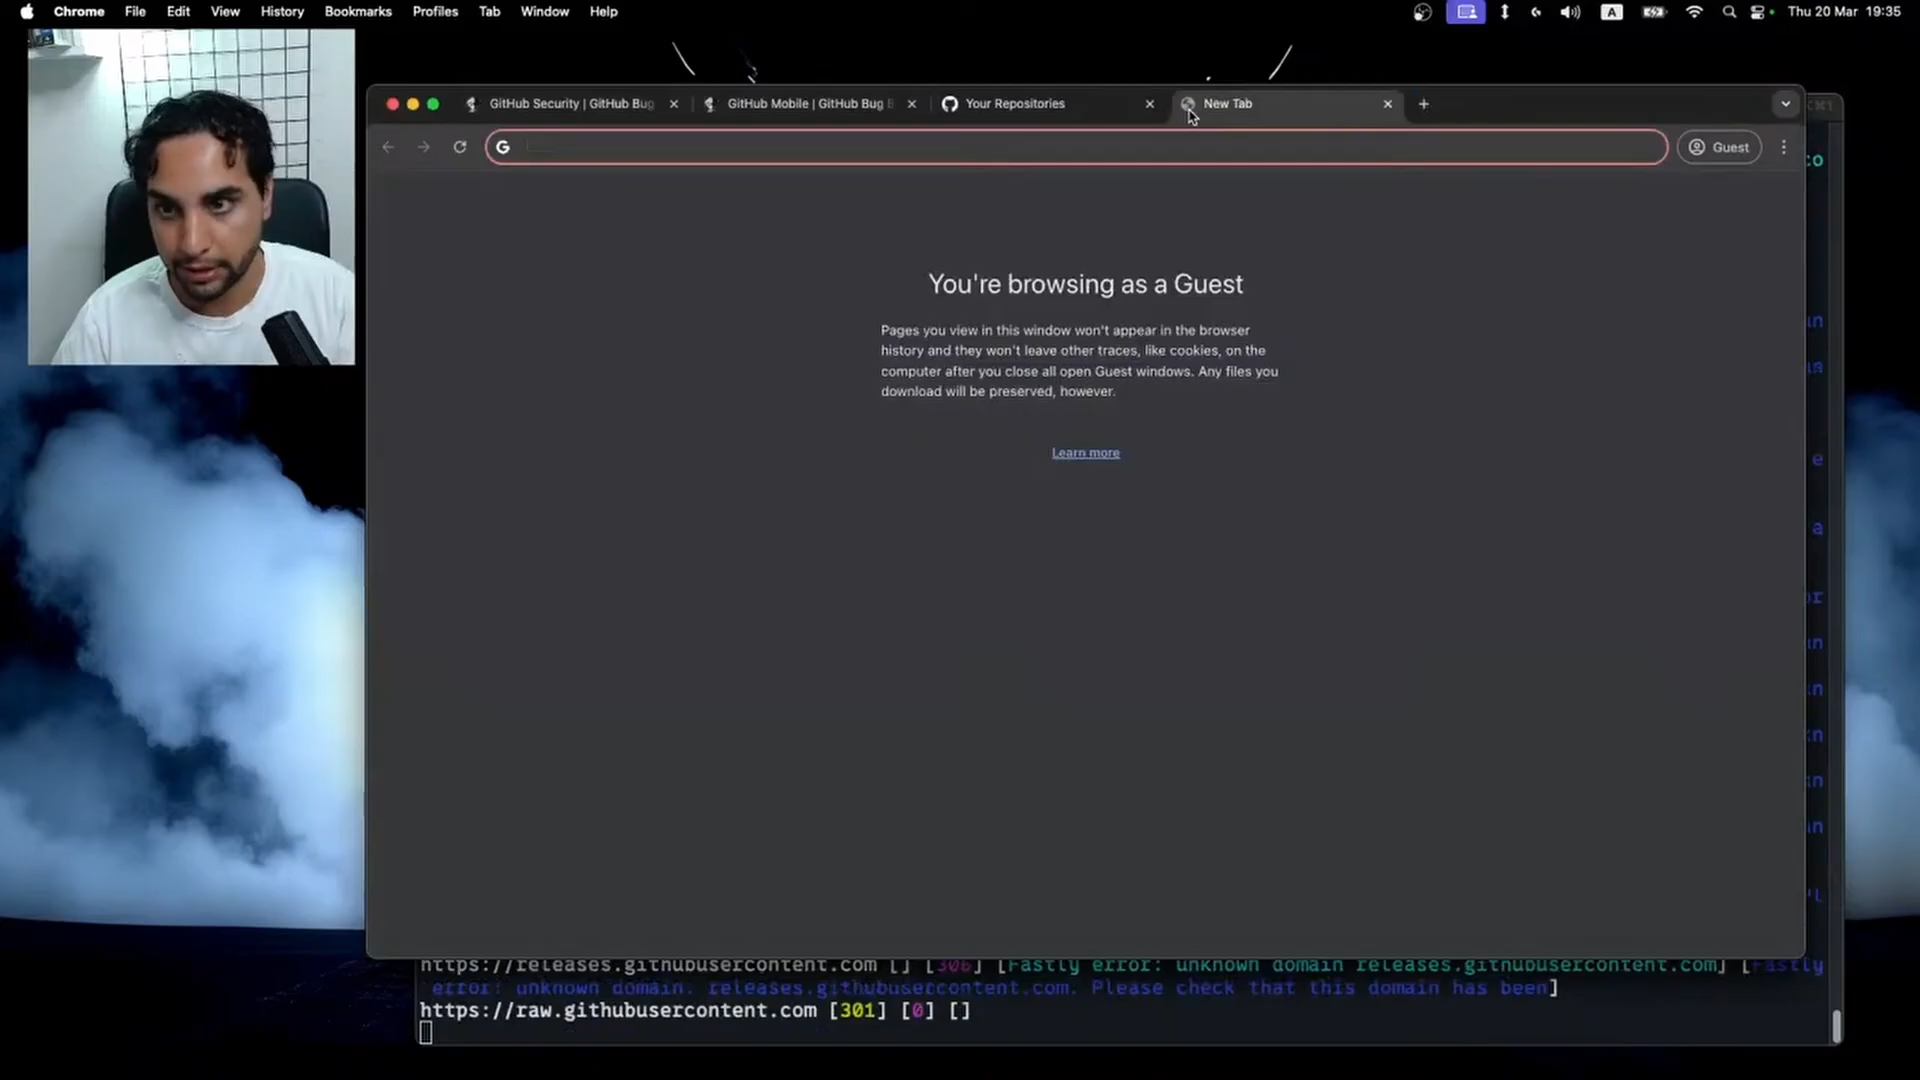 Chrome File Edit View History Bookmarks Profiles Tab Window Help
A Thu 20 Mar 19:35
GitHub Security | GitHub Bug
GitHub Mobile | GitHub Bug
Your Repositories
New Tab
G
Guest
You're browsing as a Guest
Pages you view in this window won't appear in the browser
history and they won't leave other traces, like cookies, on the
computer after you close all open Guest windows. Any files you
download will be preserved, however.
Learn more
https://releases.githubusercontent.com [] [306] [Fastly error: unknown domain releases.githubusercontent.com] [Fastly
error: unknown domain. releases.githubusercontent.com. Please check that this domain has been]
https://raw.githubusercontent.com [301] [0] []